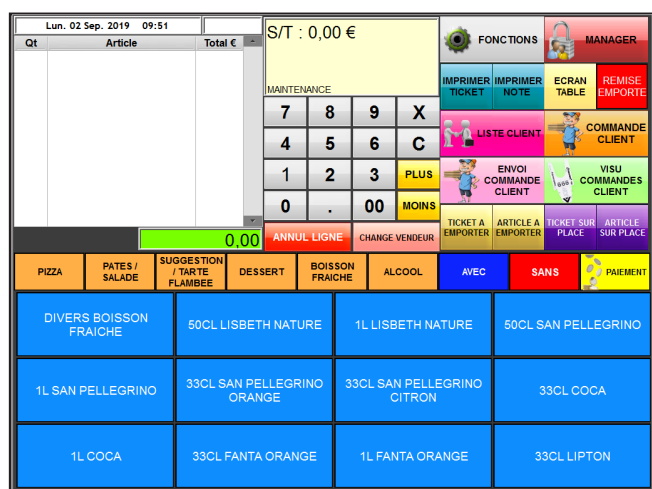 Lun. 02 Sep. 2019 09:51
Qt Article Total €
S/T : 0,00 €
MAINTENANCE
FONCTIONS
MANAGER
IMPRIMER
TICKET
IMPRIMER
NOTE
ECRAN
TABLE
REMISE
EMPORTE
7 8 9 X
LISTE CLIENT
COMMANDE
CLIENT
4 5 6 C
1 2 3 PLUS
ENVOI
COMMANDE
CLIENT
VISU
COMMANDES
CLIENT
0 . 00 MOINS
TICKET A
EMPORTER
ARTICLE A
EMPORTER
TICKET SUR
PLACE
ARTICLE
SUR PLACE
0,00
ANNUL LIGNE
CHANGE VENDEUR
PIZZA
PATES /
SALADE
SUGGESTION
/ TARTE
FLAMBEE
DESSERT
BOISSON
FRAICHE
ALCOOL
AVEC
SANS
PAIEMENT
DIVERS BOISSON
FRAICHE
50CL LISBETH NATURE
1L LISBETH NATURE
50CL SAN PELLEGRINO
1L SAN PELLEGRINO
33CL SAN PELLEGRINO
ORANGE
33CL SAN PELLEGRINO
CITRON
33CL COCA
1L COCA
33CL FANTA ORANGE
1L FANTA ORANGE
33CL LIPTON